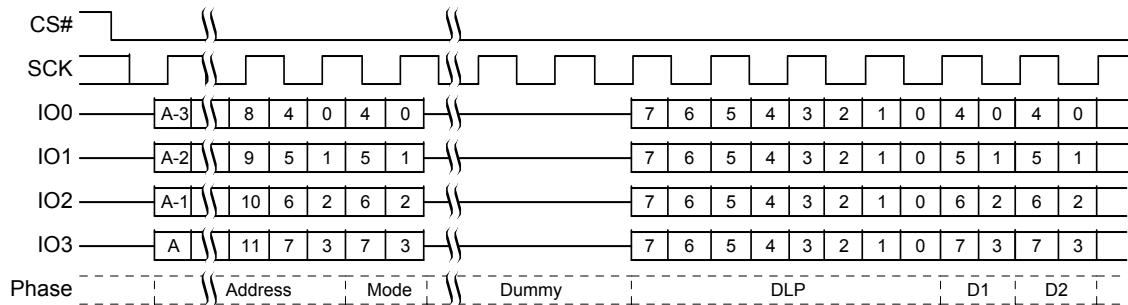 CS#
SCK
IO0 A-3 8 4 0 4 0 7 6 5 4 3 2 1 0 4 0 4 0
IO1 A-2 9 5 1 5 1 7 6 5 4 3 2 1 0 5 1 5 1
IO2 A-1 10 6 2 6 2 7 6 5 4 3 2 1 0 6 2 6 2
IO3 A 11 7 3 7 3 7 6 5 4 3 2 1 0 7 3 7 3
Phase Address Mode Dummy DLP D1 D2